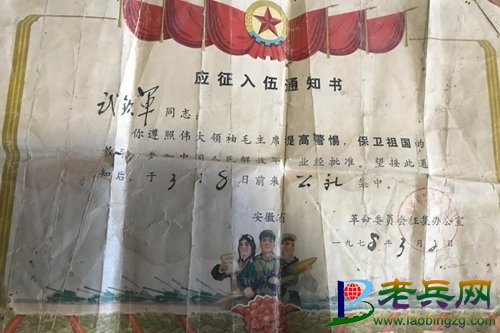 应征入伍通知书
同志：
你遵照伟大领袖毛主席提高警惕，保卫祖国的
参加中国人民解放军，业经批准，望接此通
知后，于3月8日前来公社集中。
安徽省 革命委员会征集办公室
一九七8年3月2日
老兵网
www.laobingzg.com